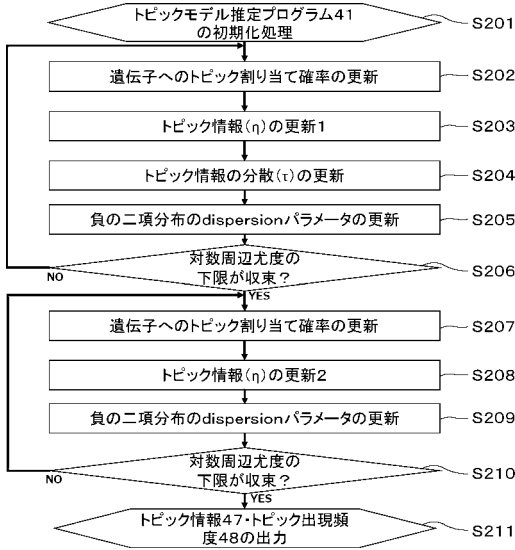 トピックモデル推定プログラム41
の初期化処理
S201
遺伝子へのトピック割り当て確率の更新
S202
トピック情報(η)の更新1
S203
トピック情報の分散(τ)の更新
S204
負の二項分布のdispersionパラメータの更新
S205
対数周辺尤度の
下限が収束?
S206
NO
YES
遺伝子へのトピック割り当て確率の更新
S207
トピック情報(η)の更新2
S208
負の二項分布のdispersionパラメータの更新
S209
対数周辺尤度の
下限が収束?
S210
NO
YES
トピック情報47・トピック出現頻
度48の出力
S211